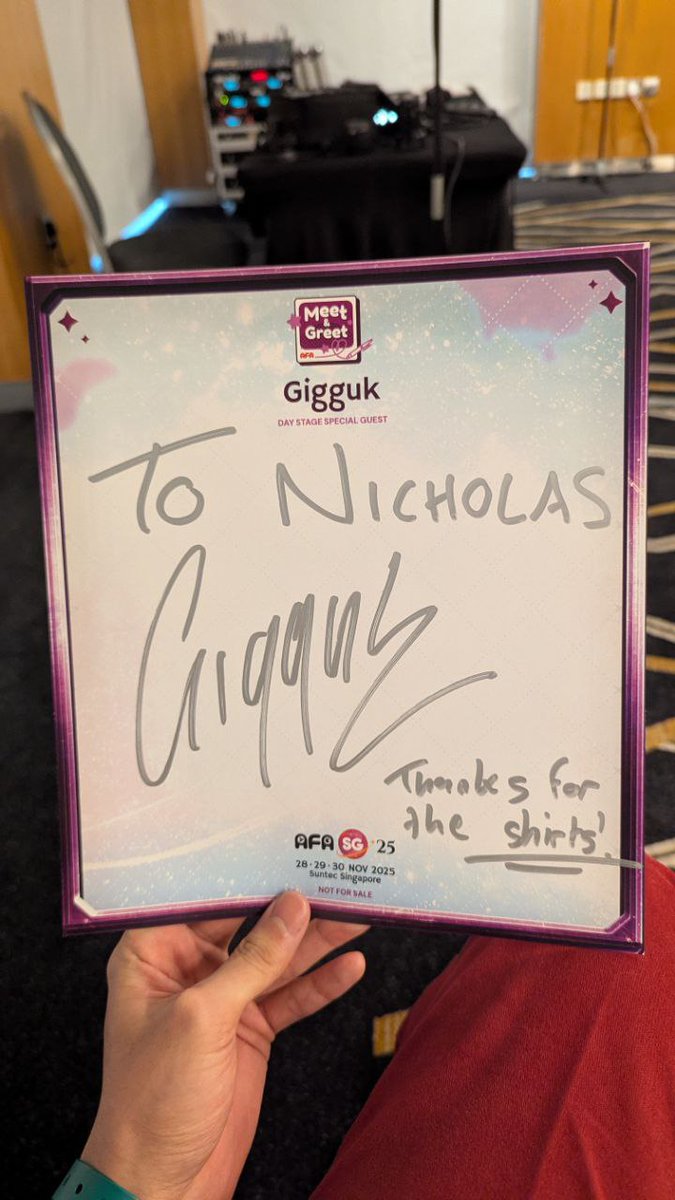 Meet
&
Greet
AFA
Gigguk
DAY STAGE SPECIAL GUEST
TO NICHOLAS
Gigguk
Thanks for
the shirts!
AFA SG '25
28・29・30 NOV 2025
Suntec Singapore
NOT FOR SALE